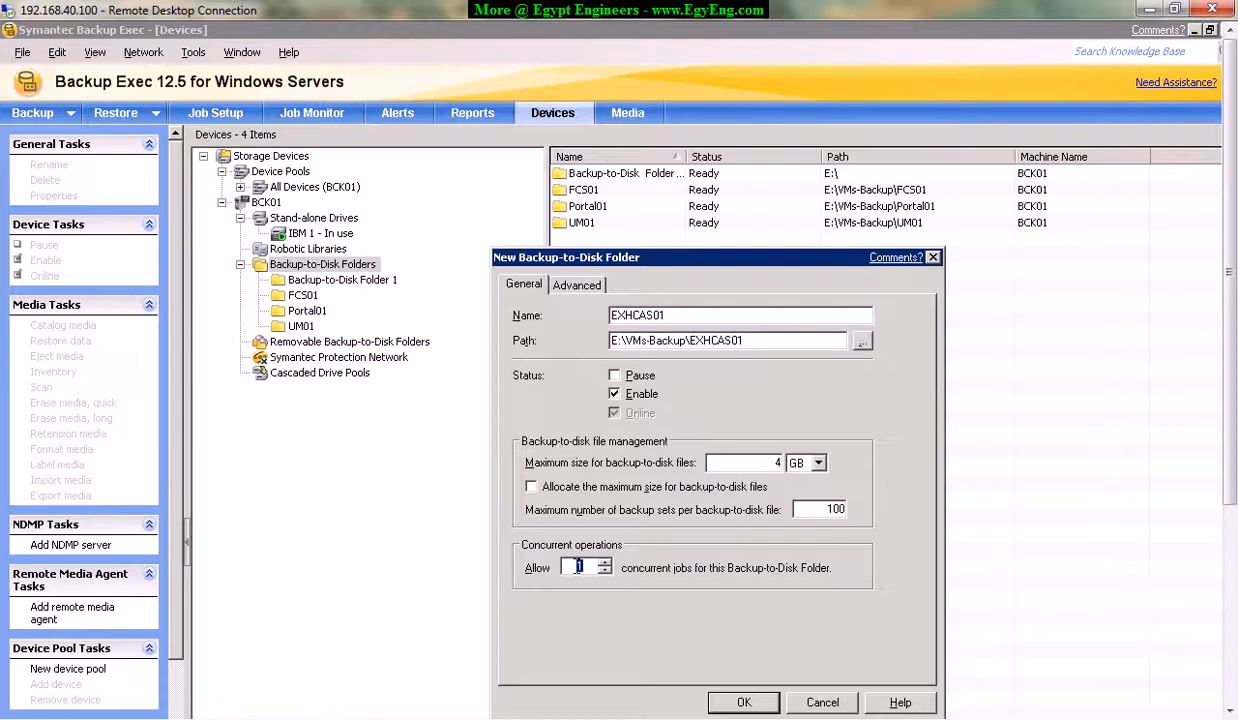 192.168.40.100 - Remote Desktop Connection
More @ Egypt Engineers - www.EgyEng.com
Symantec Backup Exec - [Devices]
Comments?
File Edit View Network Tools Window Help
Search Knowledge Base
Backup Exec 12.5 for Windows Servers
Need Assistance?
Backup Restore Job Setup Job Monitor Alerts Reports Devices Media
General Tasks
Rename
Delete
Properties
Device Tasks
Pause
Enable
Online
Media Tasks
Catalog media
Restore data
Eject media
Inventory
Scan
Erase media, quick
Erase media, long
Retension media
Format media
Label media
Import media
Export media
NDMP Tasks
Add NDMP server
Remote Media Agent
Tasks
Add remote media
agent
Device Pool Tasks
New device pool
Add device
Remove device
Devices - 4 Items
Storage Devices
Device Pools
All Devices (BCK01)
BCK01
Stand-alone Drives
IBM 1 - In use
Robotic Libraries
Backup-to-Disk Folders
Backup-to-Disk Folder 1
FCS01
Portal01
UM01
Removable Backup-to-Disk Folders
Symantec Protection Network
Cascaded Drive Pools
Name Status Path Machine Name
Backup-to-Disk Folder ... Ready E:\ BCK01
FCS01 Ready E:\VMs-Backup\FCS01 BCK01
Portal01 Ready E:\VMs-Backup\Portal01 BCK01
UM01 Ready E:\VMs-Backup\UM01 BCK01
New Backup-to-Disk Folder
Comments?
General Advanced
Name: EXHCAS01
Path: E:\VMs-Backup\EXHCAS01 ...
Status: Pause
Enable
Online
Backup-to-disk file management
Maximum size for backup-to-disk files: 4 GB
Allocate the maximum size for backup-to-disk files
Maximum number of backup sets per backup-to-disk file: 100
Concurrent operations
Allow 1 concurrent jobs for this Backup-to-Disk Folder.
OK Cancel Help